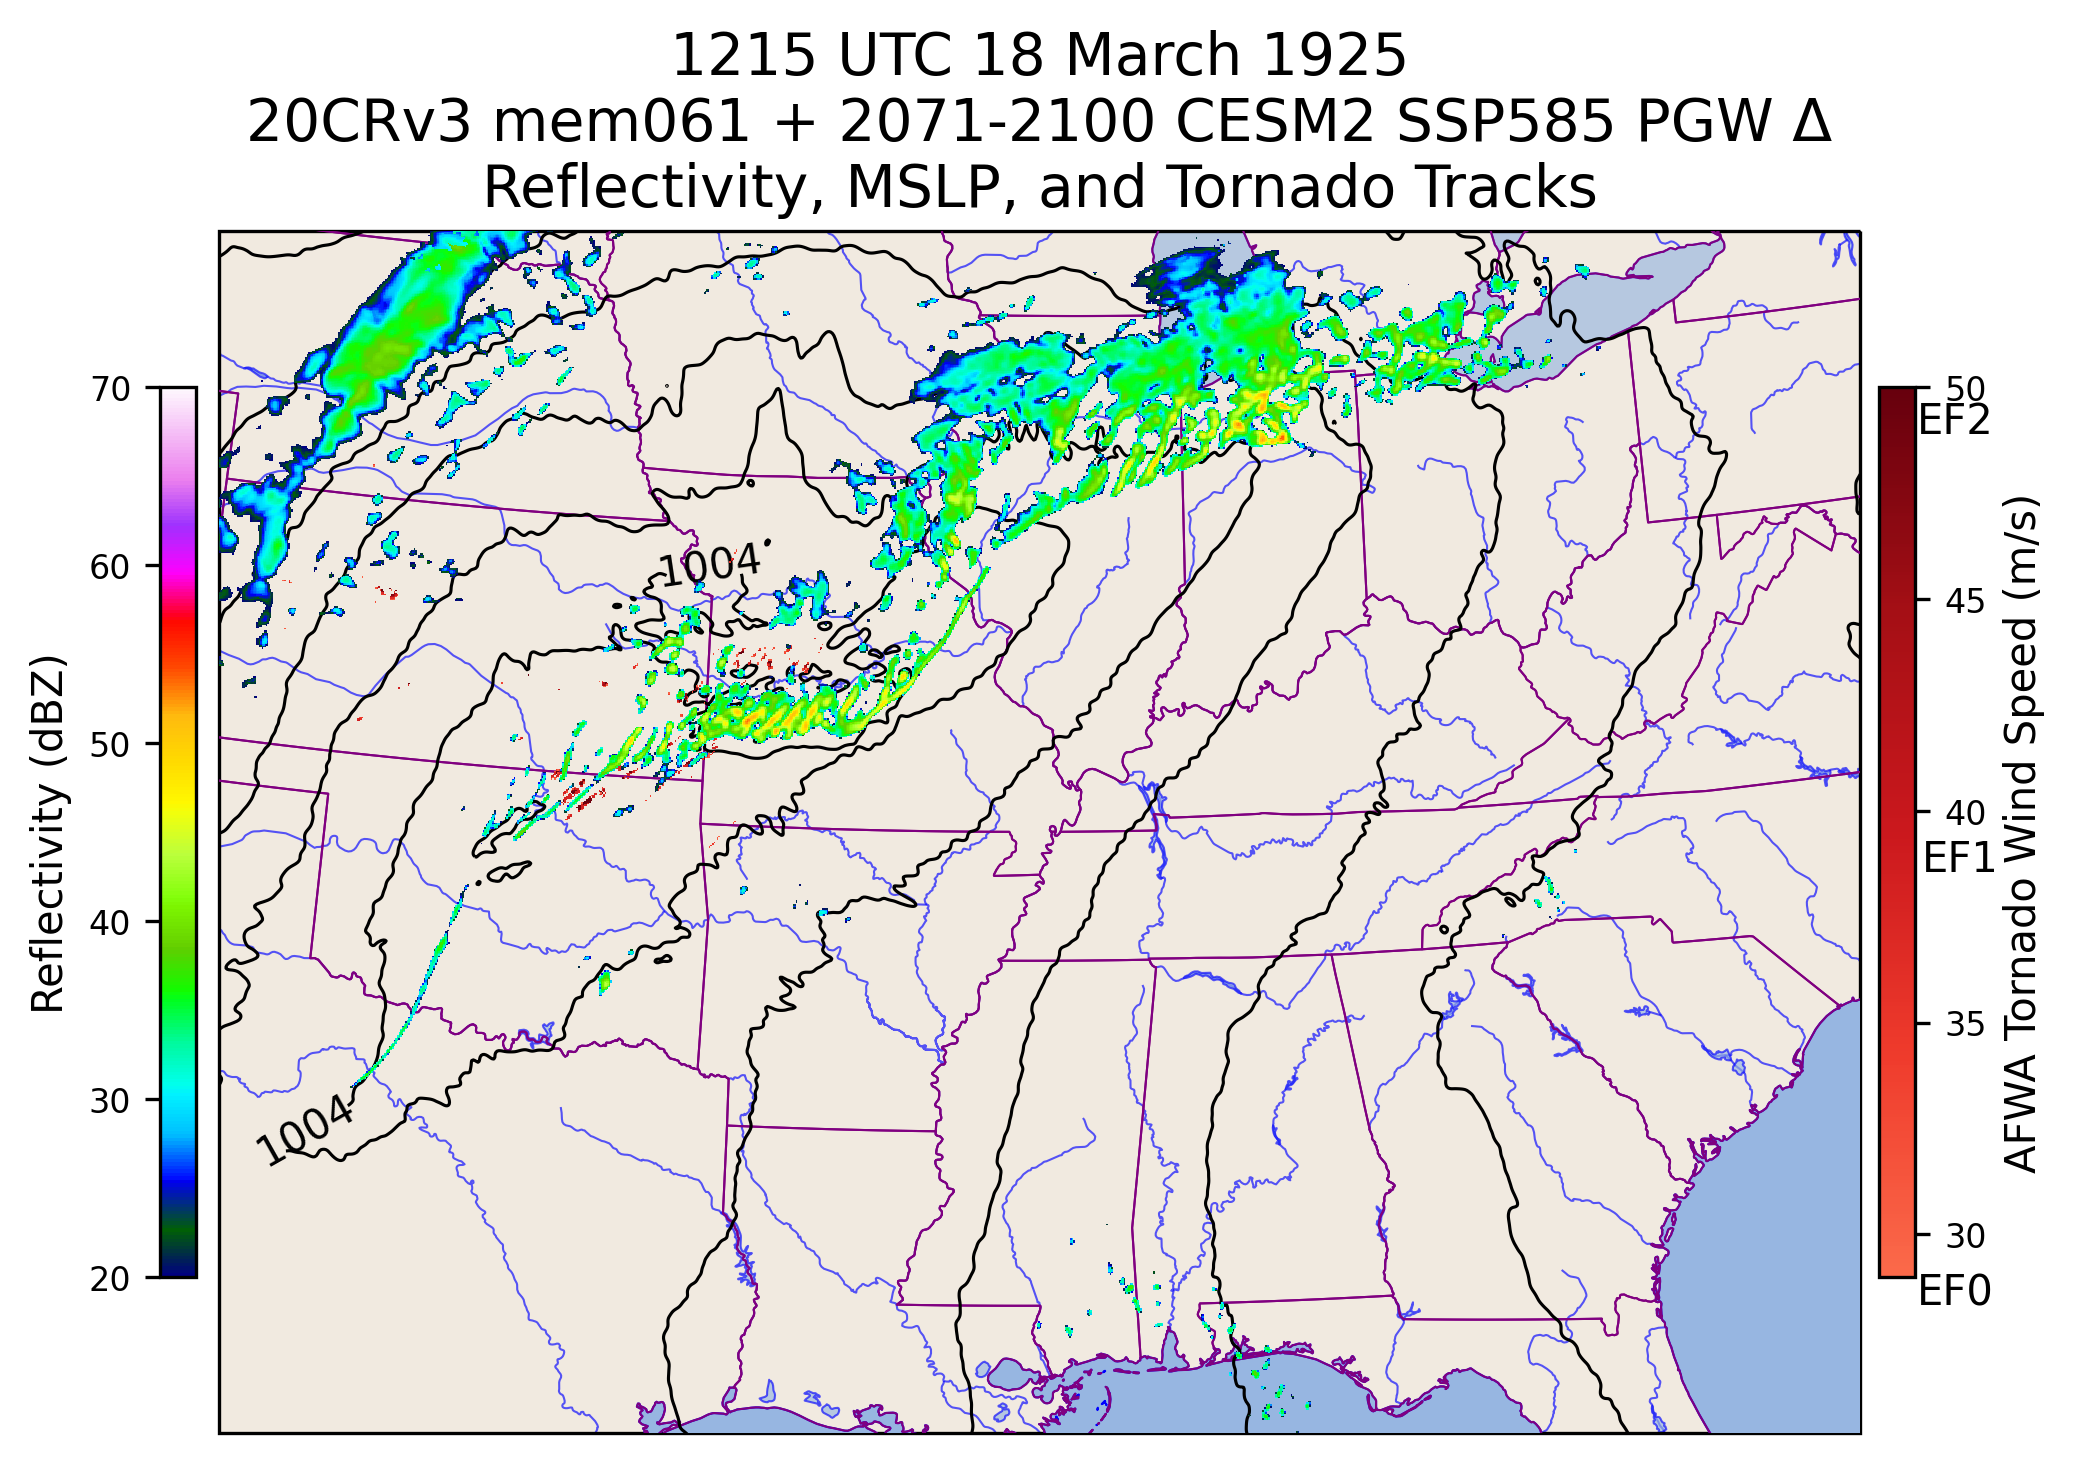 1215 UTC 18 March 1925
20CRv3 mem061 + 2071-2100 CESM2 SSP585 PGW Δ
Reflectivity, MSLP, and Tornado Tracks
Reflectivity (dBZ)
70
60
50
40
30
20
1004
1004
50
EF2
45
40
EF1
35
30
EF0
AFWA Tornado Wind Speed (m/s)